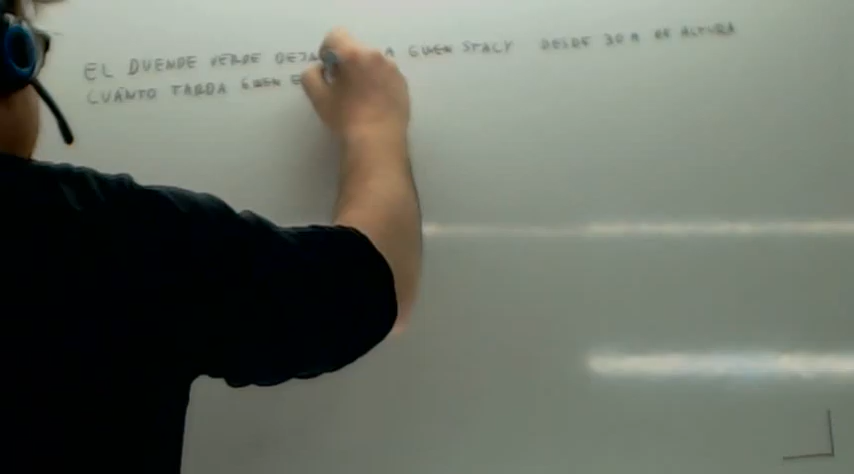 EL DUENDE VERDE DEJA A GWEN STACY DESDE 30 M DE ALTURA
CUÁNTO TARDA GWEN E